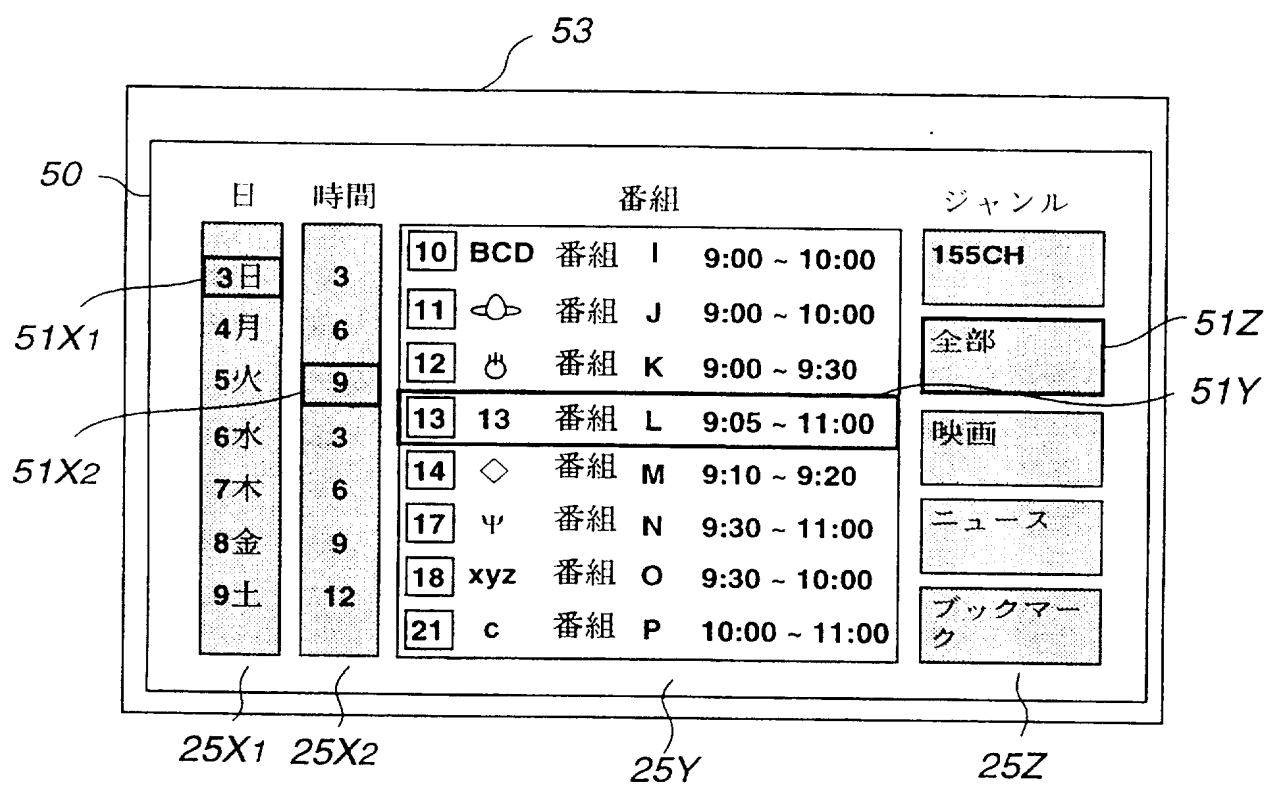 53
50
日 時間 番組 ジャンル
10 BCD 番組 I 9:00 ~ 10:00 155CH
3日 3
11 番組 J 9:00 ~ 10:00
51X1 4月 6 全部 51Z
12 番組 K 9:00 ~ 9:30
5火 9 51Y
13 13 番組 L 9:05 ~ 11:00
51X2 6水 3 映画
14 番組 M 9:10 ~ 9:20
7木 6
17 Ψ 番組 N 9:30 ~ 11:00 ニュース
8金 9
18 xyz 番組 O 9:30 ~ 10:00
9土 12 ブックマー
ク
21 c 番組 P 10:00 ~ 11:00
25X1 25X2 25Y 25Z